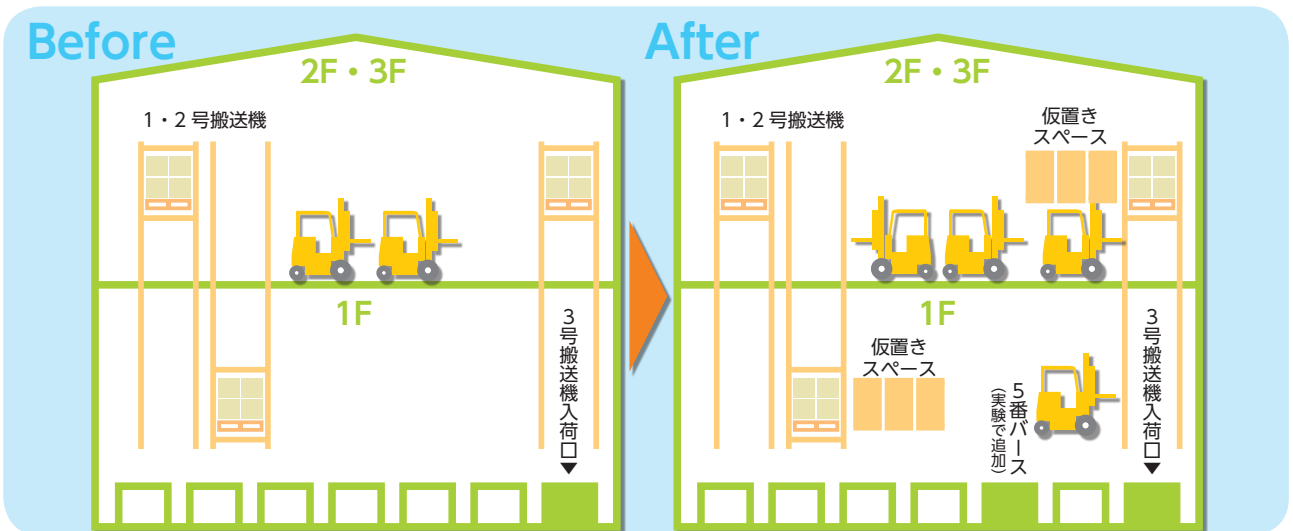 Before
2F・3F
1・2号搬送機
1F
3号搬送機入荷口▼
After
2F・3F
1・2号搬送機
仮置き
スペース
1F
仮置き
スペース
5番バース
(実験で追加)
3号搬送機入荷口▼